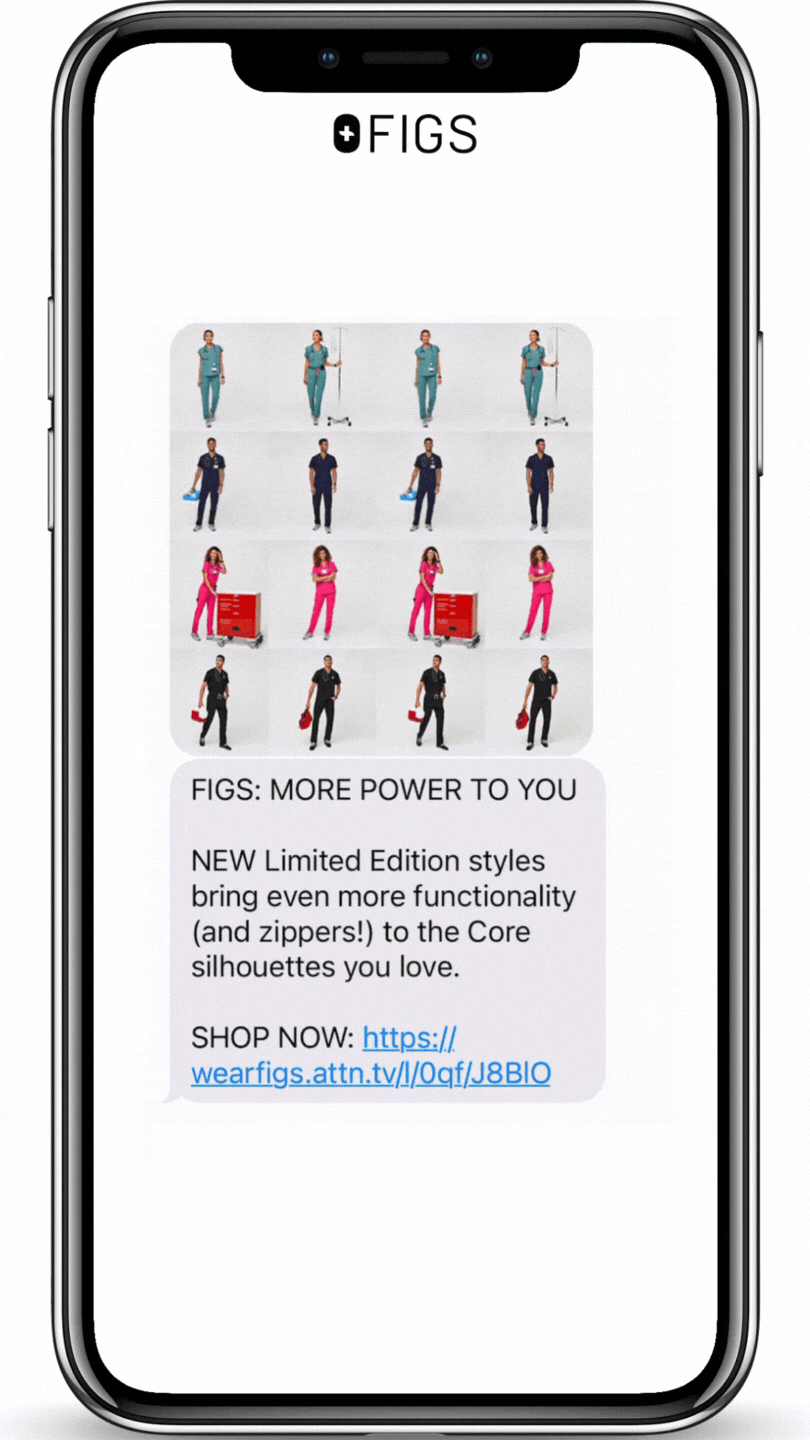 FIGS
FIGS: MORE POWER TO YOU
NEW Limited Edition styles
bring even more functionality
(and zippers!) to the Core
silhouettes you love.
SHOP NOW: https://
wearfigs.attn.tv/l/0qf/J8BlO